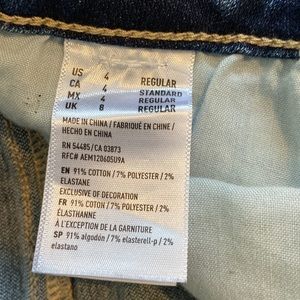 US 4 REGULAR
CA 4 STANDARD
MX 4 REGULAR
UK 8 REGULAR
MADE IN CHINA / FABRIQUÉ EN CHINE /
HECHO EN CHINA
RN 54485/CA 03873
RFC# AEM120605U9A
EN 91% COTTON / 7% POLYESTER / 2%
ELASTANE
EXCLUSIVE OF DECORATION
FR 91% COTON / 7% POLYESTER / 2%
ÉLASTHANNE
À L'EXCEPTION DE LA GARNITURE
SP 91% algodón / 7% elasterell-p / 2%
elastano